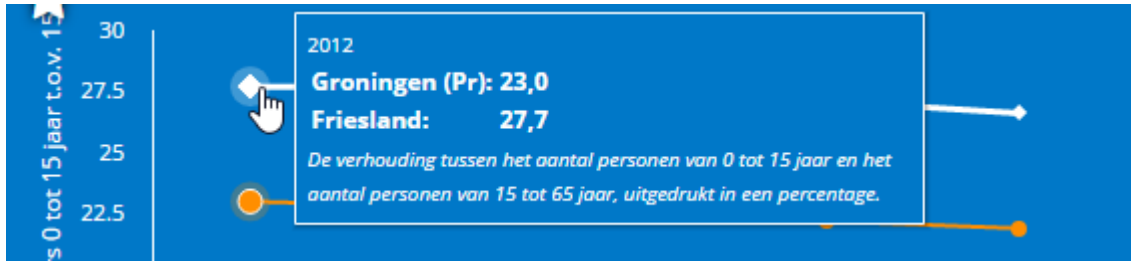 rs 0 tot 15 jaar t.o.v. 15
30
27.5
25
22.5
2012
Groningen (Pr): 23,0
Friesland: 27,7
De verhouding tussen het aantal personen van 0 tot 15 jaar en het
aantal personen van 15 tot 65 jaar, uitgedrukt in een percentage.